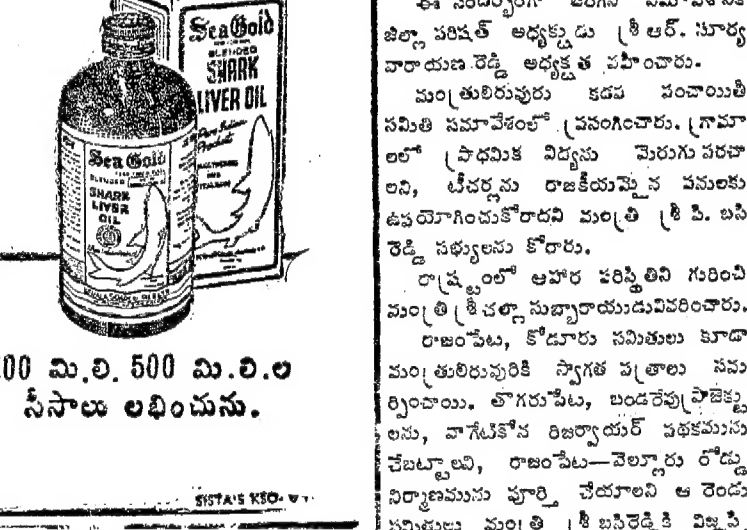 Sea Gold
BLENDED
SHARK
LIVER OIL
Sea Gold
BLENDED
SHARK
LIVER
OIL
00 మి.లి. 500 మి.లి.ల
సీసాలు లభించును.
SISTA'S
జిల్లా పరిషత్ అధ్యక్షుడు శ్రీ ఆర్. సూర్య
నారాయణ రెడ్డి అధ్యక్షత వహించారు.
మంత్రులిరువురు కడప పంచాయితీ
సమితి సమావేశంలో ప్రసంగించారు. గ్రామా
లలో ప్రాధమిక విద్యను మెరుగు పరచా
లని, టీచర్లను రాజకీయమైన పనులకు
ఉపయోగించుకోరాదని మంత్రి శ్రీ పి. బసి
రెడ్డి సభ్యులను కోరారు.
రాష్ట్రంలో ఆహార పరిస్థితిని గురించి
మంత్రి శ్రీ చల్లా సుబ్బారాయుడువివరించారు.
రాజంపేట, కోడూరు సమితులు కూడా
మంత్రులిరువురికి స్వాగత పత్రాలు సమ
ర్పించాయి. తొగరుపేట, బండరేవుప్రాజెక్టు
లను, వాగేటికోన రిజర్వాయర్ పథకమును
చేబట్టాలని, రాజంపేట—వెల్లూరు రోడ్డు
నిర్మాణమును పూర్తి చేయాలని ఆ రెండు
సమితులు మంత్రి శ్రీ బసిరెడ్డికి విజ్ఞప్తి